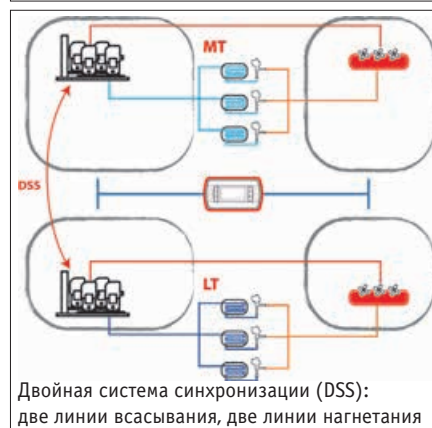 MT
DSS
LT
Двойная система синхронизации (DSS):
две линии всасывания, две линии нагнетания